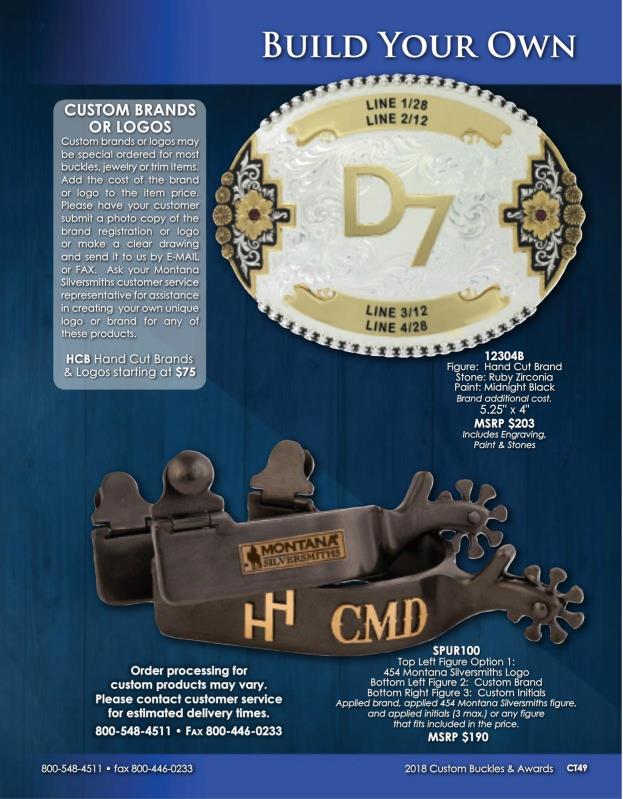 BUILD YOUR OWN
CUSTOM BRANDS
OR LOGOS
Custom brands or logos may
be special ordered for most
buckles, jewelry or trim items.
Add the cost of the brand
or logo to the item price.
Please have your customer
submit a photo copy of the
brand registration or logo
or make a clear drawing
and send it to us by E-MAIL
or FAX. Ask your Montana
Silversmiths customer service
representative for assistance
in creating your own unique
logo or brand for any of
these products.
HCB Hand Cut Brands
& Logos starting at $75
LINE 1/28
LINE 2/12
D7
LINE 3/12
LINE 4/28
12304B
Figure: Hand Cut Brand
Stone: Ruby Zirconia
Paint: Midnight Black
Brand additional cost.
5.25" x 4"
MSRP $203
Includes Engraving,
Paint & Stones
MONTANA
SILVERSMITHS
HH CMD
SPUR100
Top Left Figure Option 1:
454 Montana Silversmiths Logo
Bottom Left Figure 2: Custom Brand
Bottom Right Figure 3: Custom Initials
Applied brand, applied 454 Montana Silversmiths figure,
and applied initials (3 max.) or any figure
that fits included in the price.
MSRP $190
Order processing for
custom products may vary.
Please contact customer service
for estimated delivery times.
800-548-4511 • FAX 800-446-0233
800-548-4511 • fax 800-446-0233
2018 Custom Buckles & Awards CT49